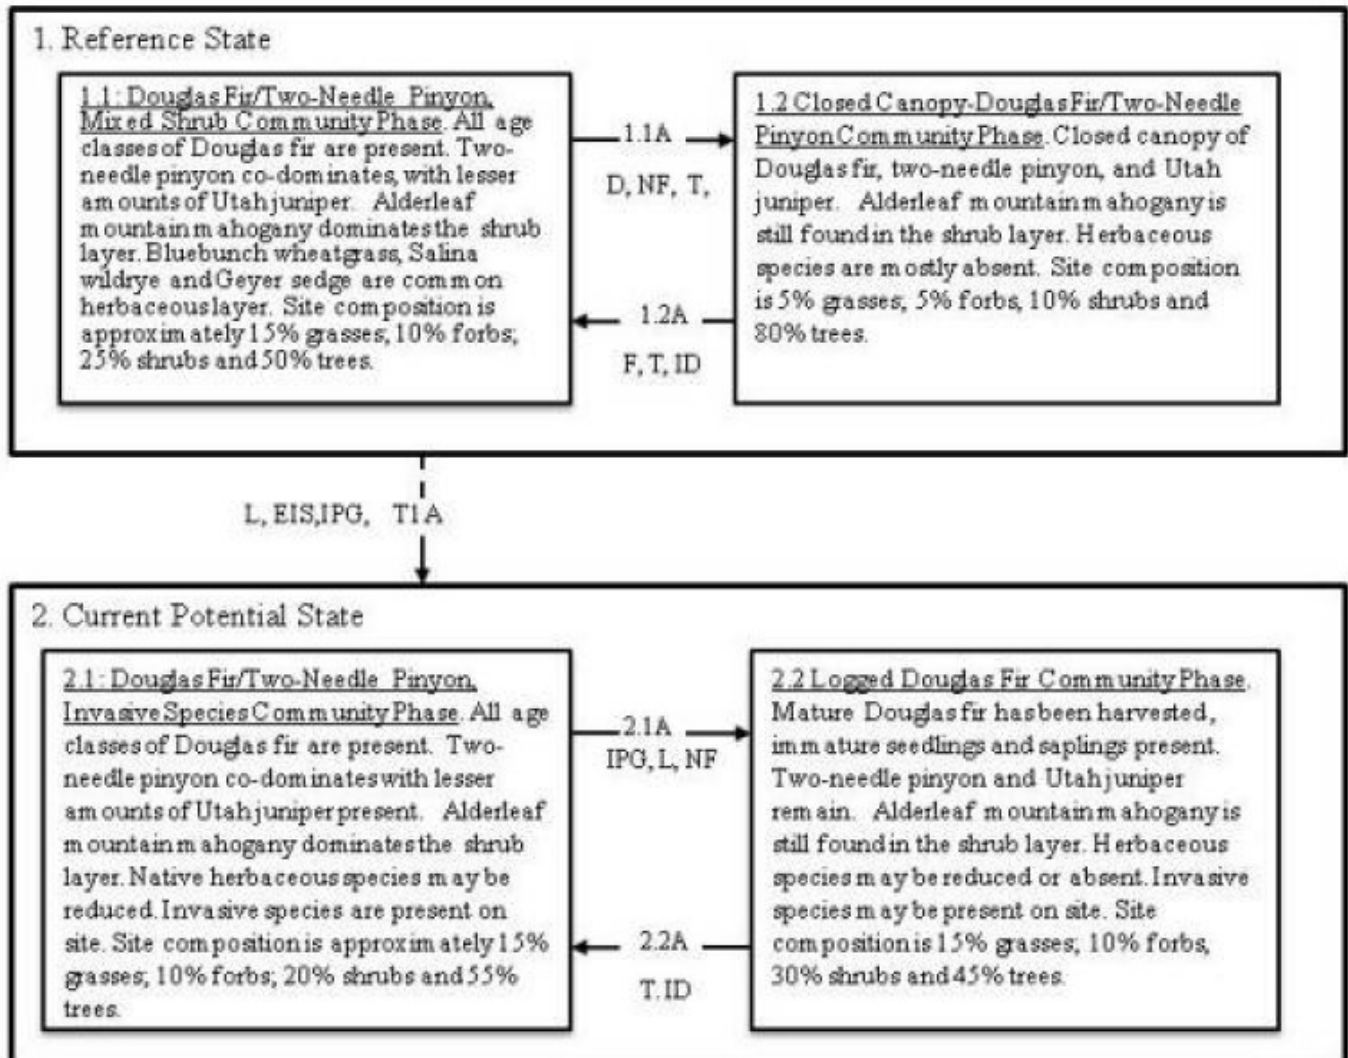 1. Reference State
1.1: Douglas Fir/Two-Needle Pinyon,
Mixed Shrub Community Phase. All age
classes of Douglas fir are present. Two-
needle pinyon co-dominates, with lesser
amounts of Utah juniper. Alderleaf
mountain mahogany dominates the shrub
layer. Bluebunch wheatgrass, Salina
wildrye and Geyer sedge are common
herbaceous layer. Site composition is
approximately 15% grasses; 10% forbs;
25% shrubs and 50% trees.
1.1A
D, NF, T,
1.2A
F, T, ID
1.2 Closed Canopy-Douglas Fir/Two-Needle
Pinyon Community Phase. Closed canopy of
Douglas fir, two-needle pinyon, and Utah
juniper. Alderleaf mountain mahogany is
still found in the shrub layer. Herbaceous
species are mostly absent. Site composition
is 5% grasses; 5% forbs, 10% shrubs and
80% trees.
L, EIS,IPG, T1A
2. Current Potential State
2.1: Douglas Fir/Two-Needle Pinyon,
Invasive Species Community Phase. All age
classes of Douglas fir are present. Two-
needle pinyon co-dominates with lesser
amounts of Utah juniper present. Alderleaf
mountain mahogany dominates the shrub
layer. Native herbaceous species may be
reduced. Invasive species are present on
site. Site composition is approximately 15%
grasses; 10% forbs; 20% shrubs and 55%
trees.
2.1A
IPG, L, NF
2.2A
T. ID
2.2 Logged Douglas Fir Community Phase.
Mature Douglas fir has been harvested,
immature seedlings and saplings present.
Two-needle pinyon and Utah juniper
remain. Alderleaf mountain mahogany is
still found in the shrub layer. Herbaceous
species may be reduced or absent. Invasive
species may be present on site. Site
composition is 15% grasses; 10% forbs,
30% shrubs and 45% trees.